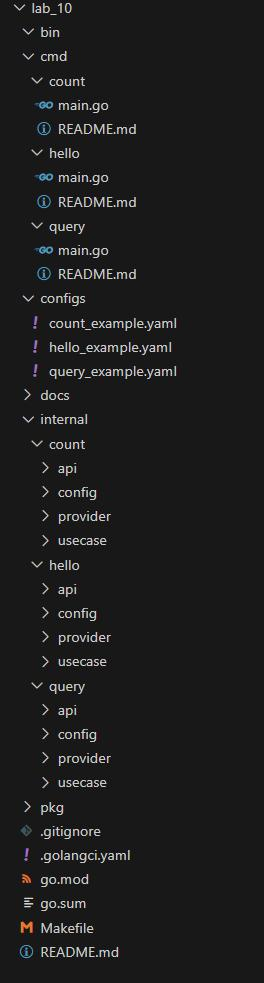 lab_10
bin
cmd
count
main.go
README.md
hello
main.go
README.md
query
main.go
README.md
configs
count_example.yaml
hello_example.yaml
query_example.yaml
docs
internal
count
api
config
provider
usecase
hello
api
config
provider
usecase
query
api
config
provider
usecase
pkg
.gitignore
.golangci.yaml
go.mod
go.sum
Makefile
README.md